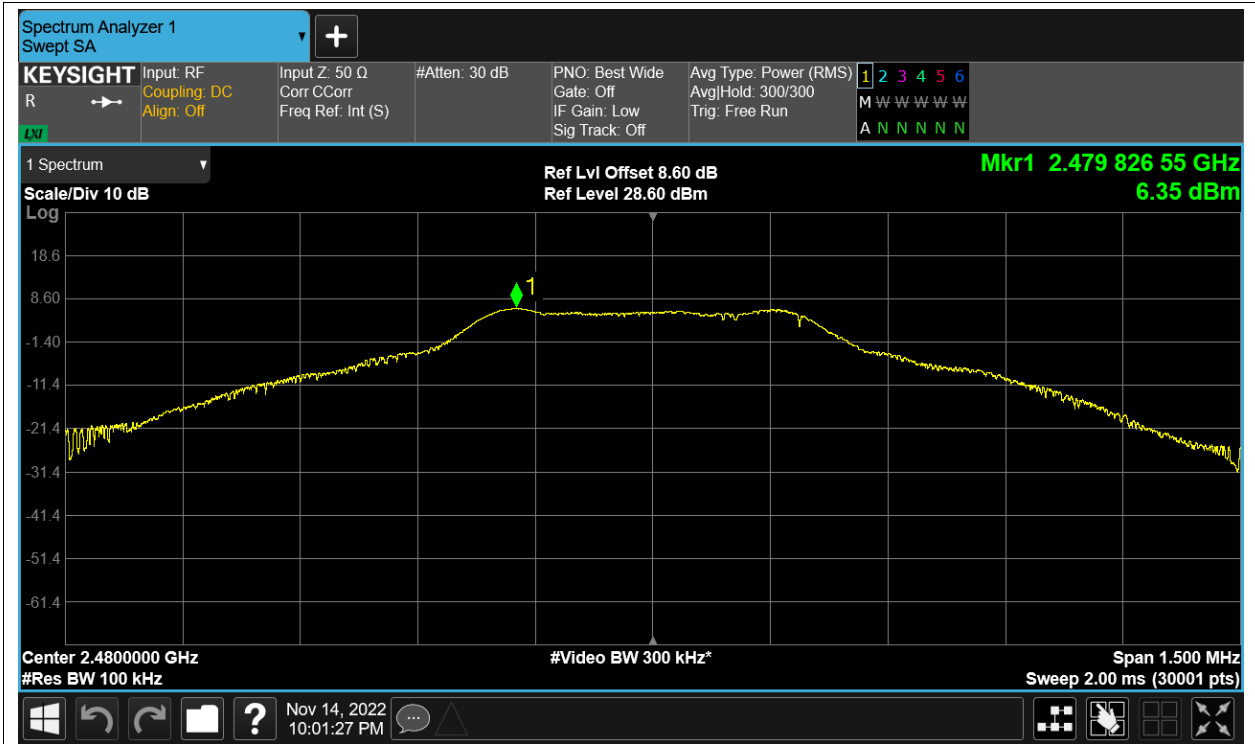 Spectrum Analyzer 1
Swept SA
KEYSIGHT
R
LXI
Input: RF
Coupling: DC
Align: Off
Input Z: 50 Ω
Corr CCorr
Freq Ref: Int (S)
#Atten: 30 dB
PNO: Best Wide
Gate: Off
IF Gain: Low
Sig Track: Off
Avg Type: Power (RMS)
Avg|Hold: 300/300
Trig: Free Run
1 2 3 4 5 6
M W W W W W
A N N N N N
1 Spectrum
Scale/Div 10 dB
Log
Ref Lvl Offset 8.60 dB
Ref Level 28.60 dBm
Mkr1 2.479 826 55 GHz
6.35 dBm
18.6
8.60
-1.40
-11.4
-21.4
-31.4
-41.4
-51.4
-61.4
1
Center 2.4800000 GHz
#Res BW 100 kHz
#Video BW 300 kHz*
Span 1.500 MHz
Sweep 2.00 ms (30001 pts)
?
Nov 14, 2022
10:01:27 PM